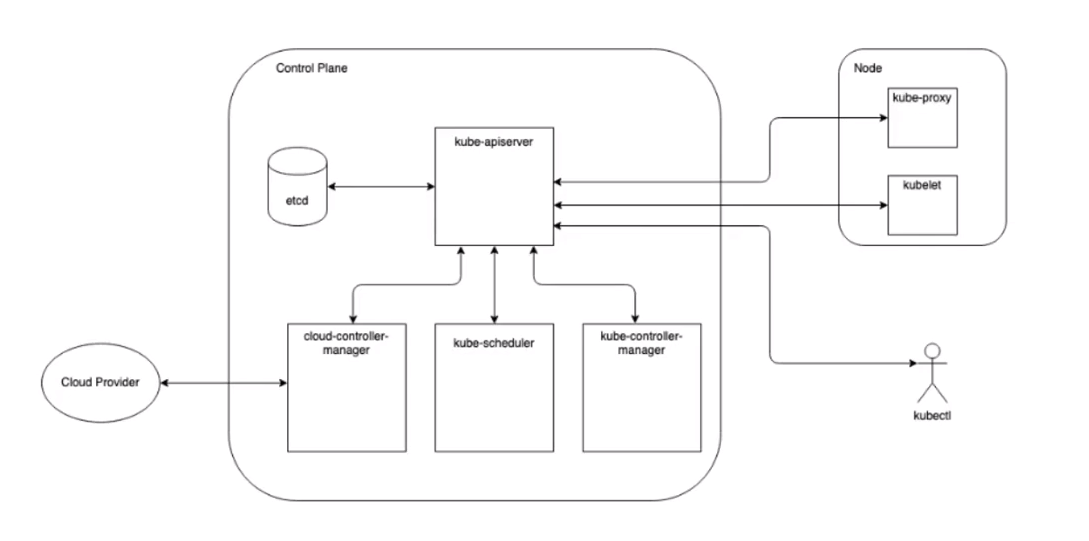 Control Plane
Node
kube-proxy
kube-apiserver
kubelet
etcd
cloud-controller-
manager
kube-scheduler
kube-controller-
manager
Cloud Provider
kubectl